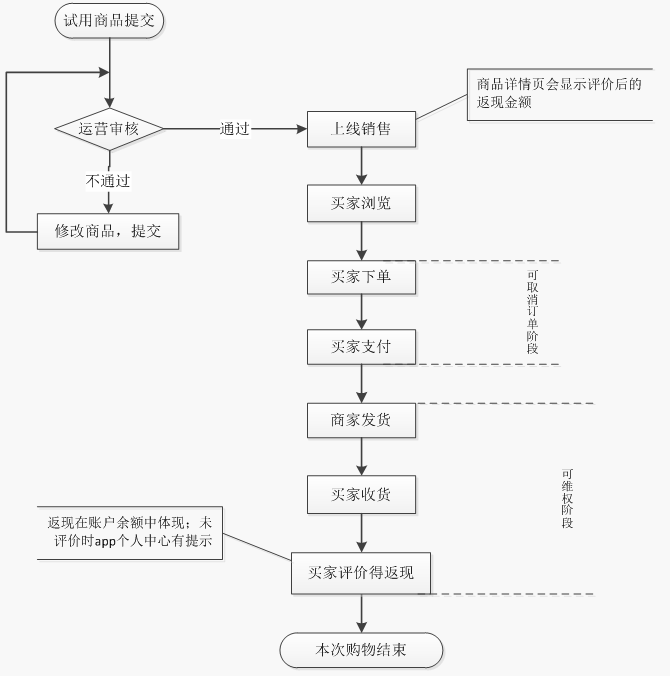 试用商品提交
运营审核
通过
不通过
修改商品，提交
上线销售
商品详情页会显示评价后的
返现金额
买家浏览
买家下单
买家支付
可取消订单阶段
商家发货
买家收货
可维权阶段
返现在账户余额中体现；未
评价时app个人中心有提示
买家评价得返现
本次购物结束